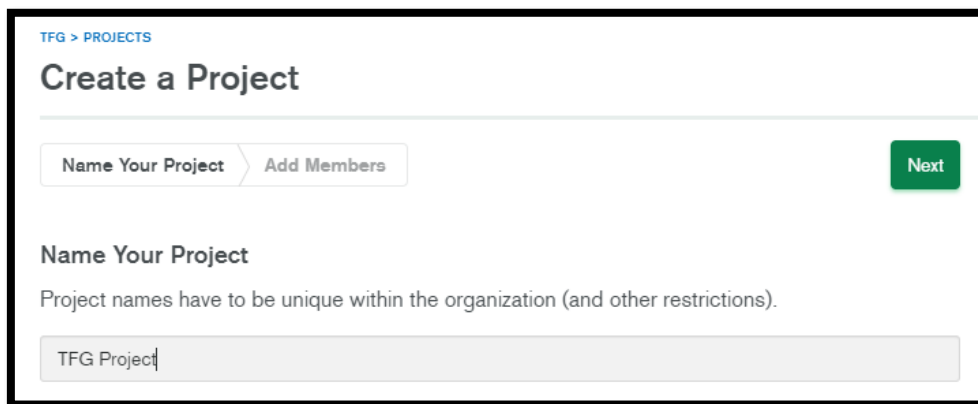 TFG > PROJECTS
Create a Project
Name Your Project Add Members Next
Name Your Project
Project names have to be unique within the organization (and other restrictions).
TFG Project